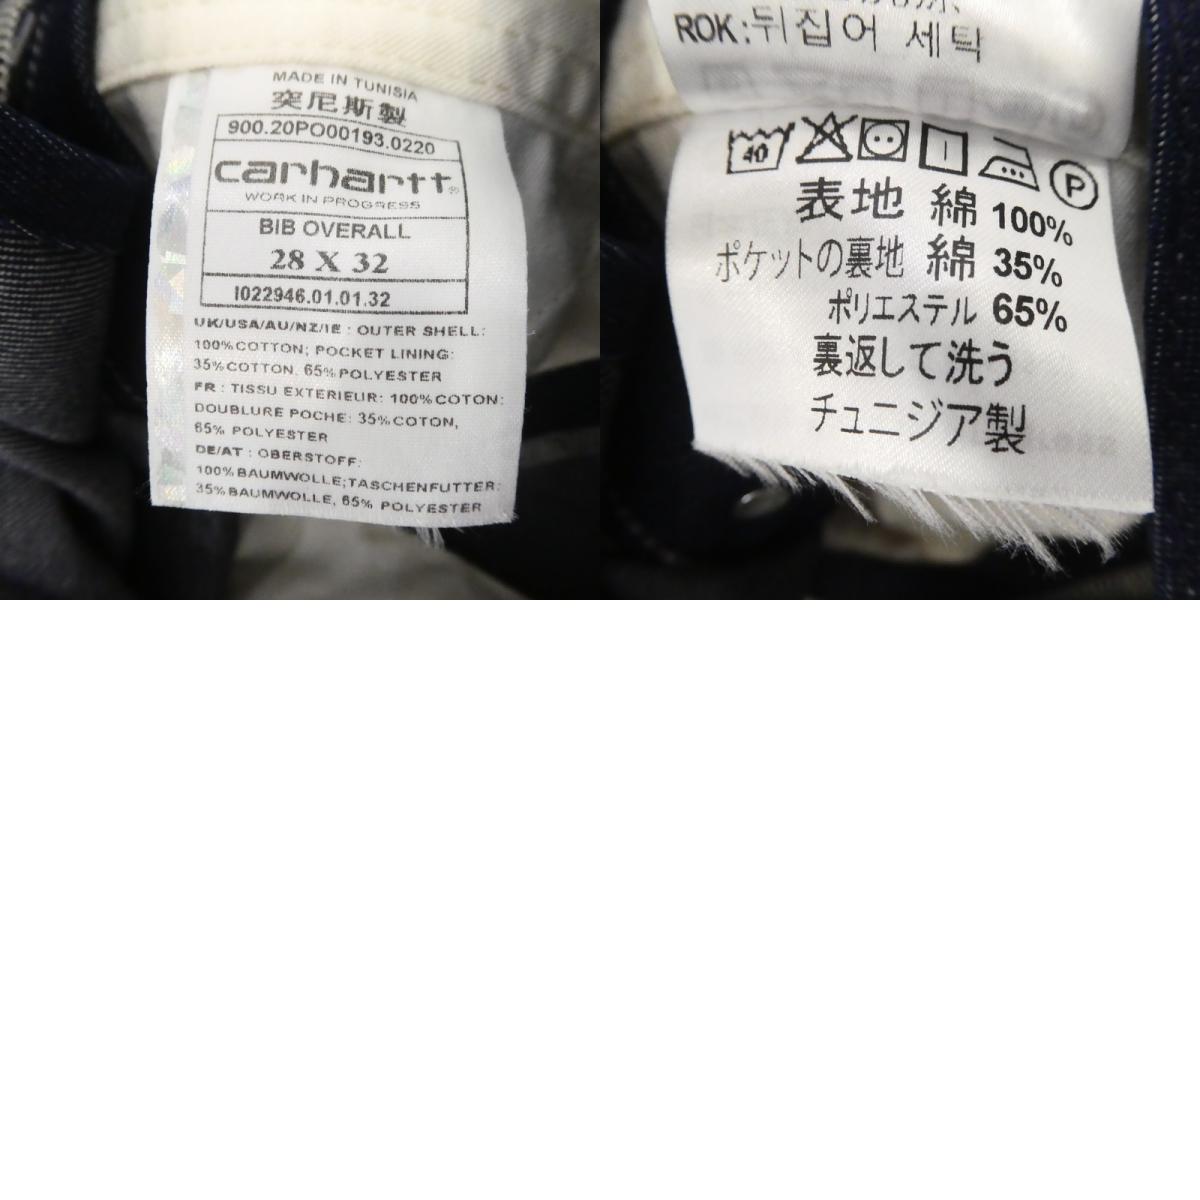 MADE IN TUNISIA
突尼斯製
900.20PO00193.0220
carhartt®
WORK IN PROGRESS
BIB OVERALL
28 X 32
I022946.01.01.32
UK/USA/AU/NZ/IE : OUTER SHELL:
100%COTTON; POCKET LINING:
35%COTTON, 65%POLYESTER
FR : TISSU EXTERIEUR: 100%COTON:
DOUBLURE POCHE: 35%COTON,
65% POLYESTER
DE/AT : OBERSTOFF:
100%BAUMWOLLE;TASCHENFUTTER:
35%BAUMWOLLE, 65% POLYESTER
ROK:뒤집어 세탁
40
P
表地 綿 100%
ポケットの裏地 綿 35%
ポリエステル 65%
裏返して洗う
チュニジア製